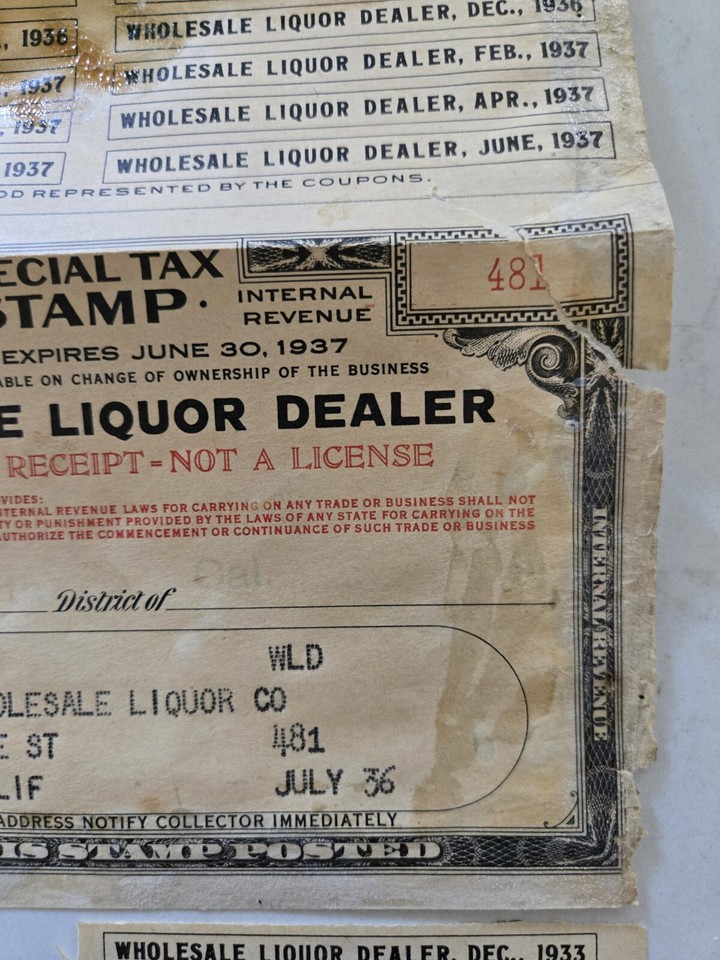 , 1936 WHOLESALE LIQUOR DEALER, DEC., 1936
, 1937 WHOLESALE LIQUOR DEALER, FEB., 1937
., 1937 WHOLESALE LIQUOR DEALER, APR., 1937
1937 WHOLESALE LIQUOR DEALER, JUNE, 1937
OD REPRESENTED BY THE COUPONS.
ECIAL TAX
STAMP.
INTERNAL
REVENUE
481
EXPIRES JUNE 30, 1937
ABLE ON CHANGE OF OWNERSHIP OF THE BUSINESS
E LIQUOR DEALER
RECEIPT=NOT A LICENSE
VIDES:
NTERNAL REVENUE LAWS FOR CARRYING ON ANY TRADE OR BUSINESS SHALL NOT
TY OR PUNISHMENT PROVIDED BY THE LAWS OF ANY STATE FOR CARRYING ON THE
AUTHORIZE THE COMMENCEMENT OR CONTINUANCE OF SUCH TRADE OR BUSINESS
District of
WLD
OLESALE LIQUOR CO
E ST 481
LIF JULY 36
ADDRESS NOTIFY COLLECTOR IMMEDIATELY
IS STAMP POSTED
INTERNAL REVENUE
WHOLESALE LIQUOR DEALER, DEC., 1933